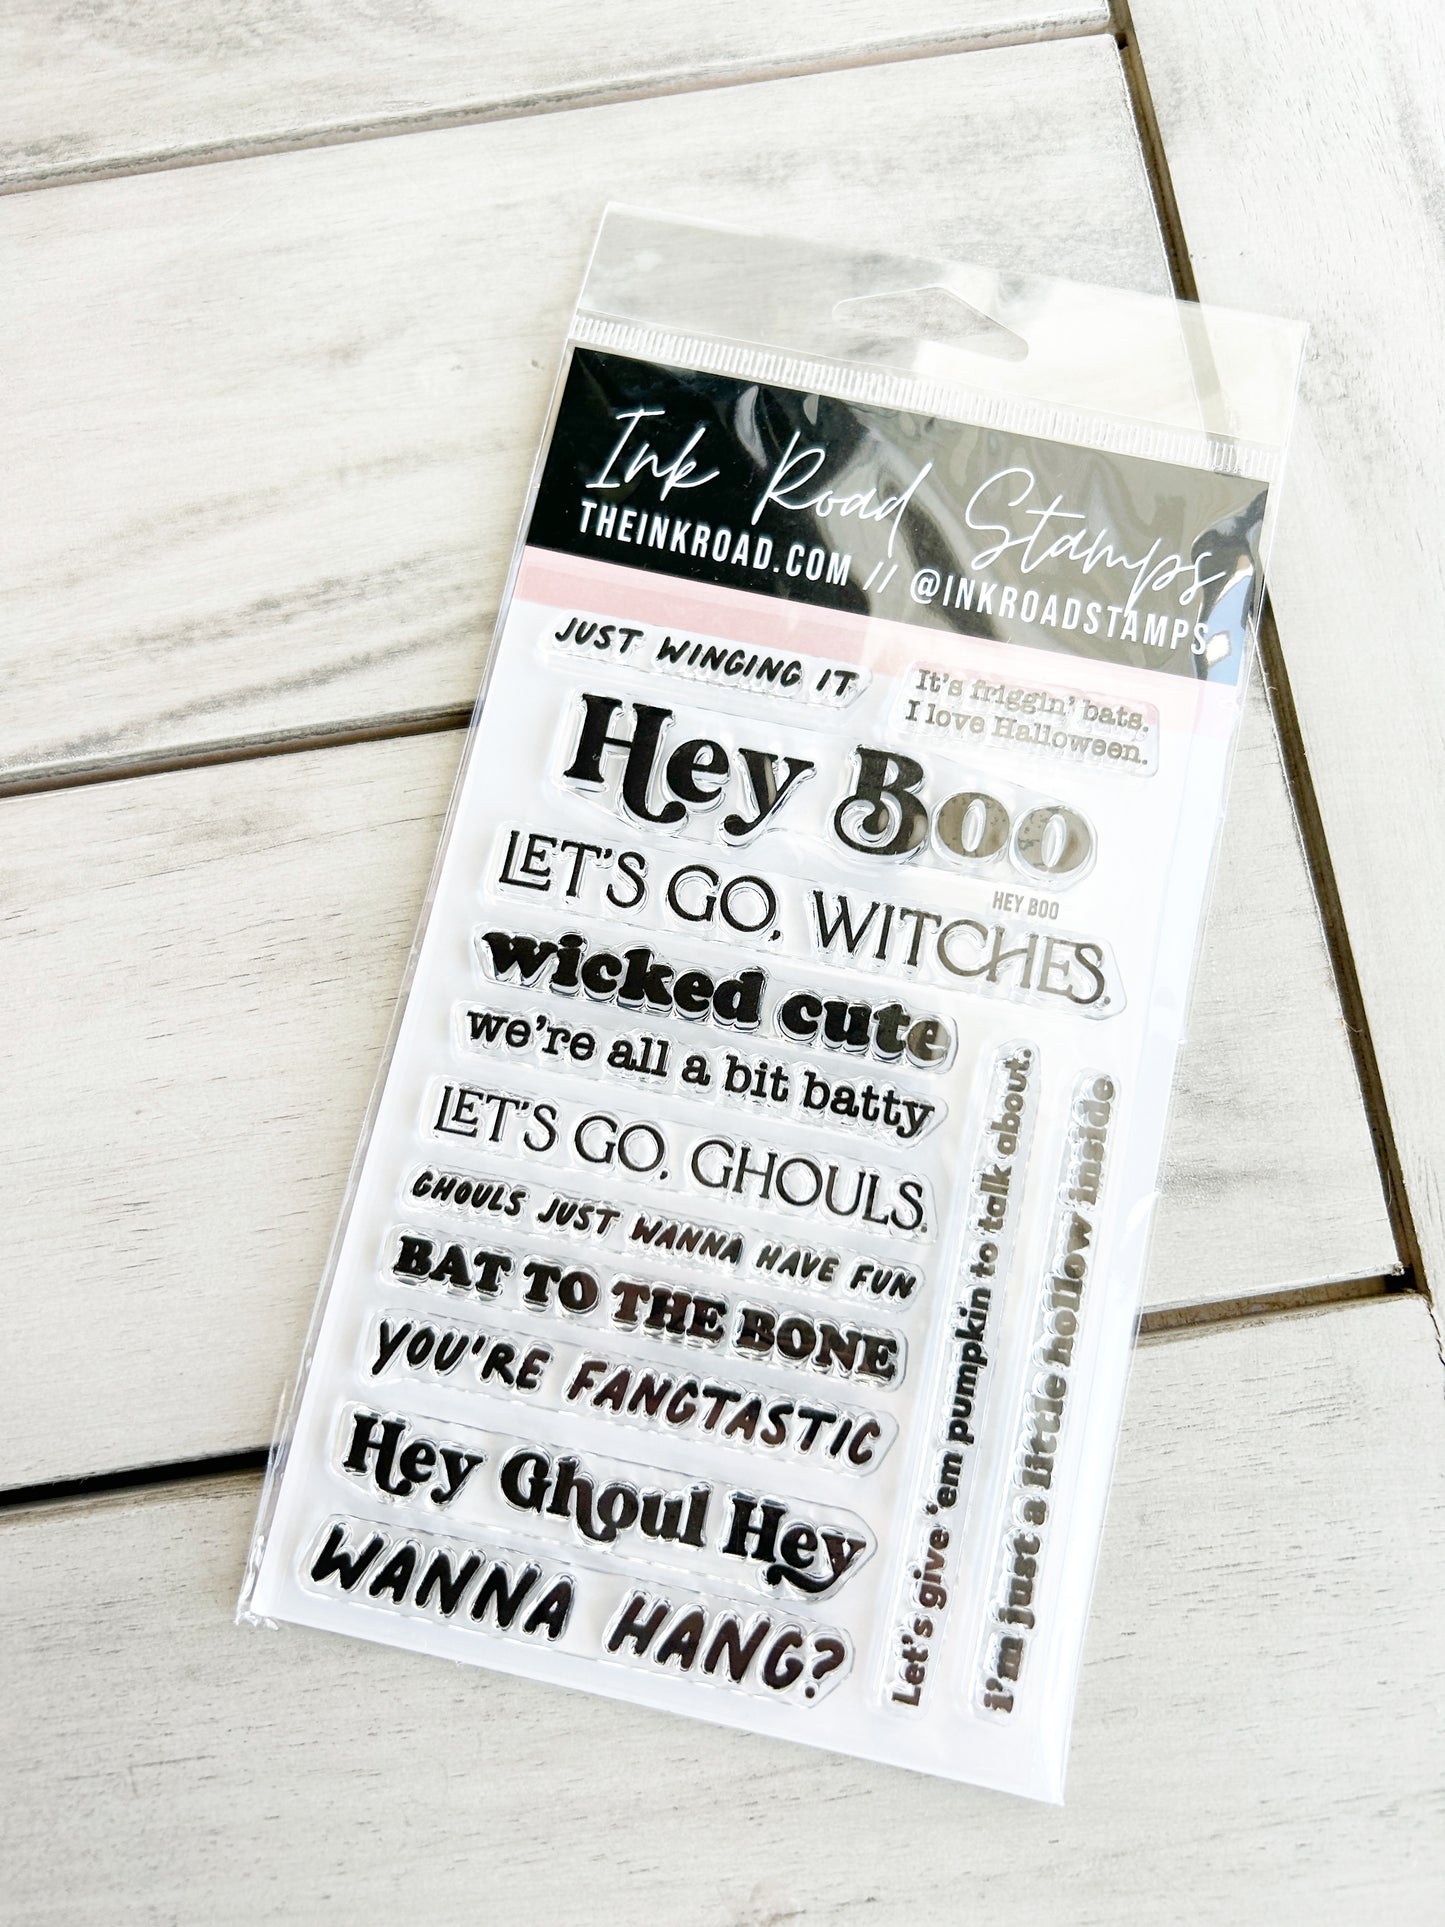 Ink Road Stamps
THEINKROAD.COM // @INKROADSTAMPS
JUST WINGING IT
It's friggin' bats.
I love Halloween.
Hey Boo
HEY BOO
LET'S GO, WITCHES.
wicked cute
we're all a bit batty
LET'S GO, GHOULS.
GHOULS JUST WANNA HAVE FUN
BAT TO THE BONE
YOU'RE FANGTASTIC
Hey Ghoul Hey
WANNA HANG?
Let's give 'em pumpkin to talk about.
i'm just a little hollow inside